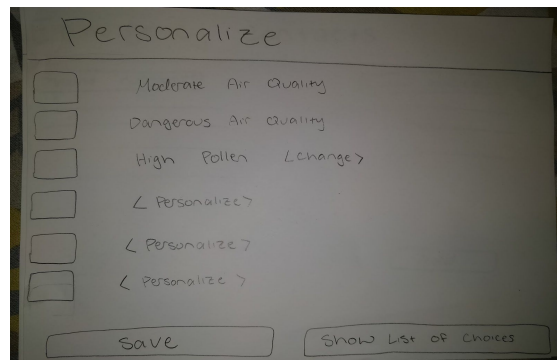 Personalize
Moderate Air Quality
Dangerous Air Quality
High Pollen <change>
< Personalize>
< Personalize>
< Personalize >
Save
Show List of Choices